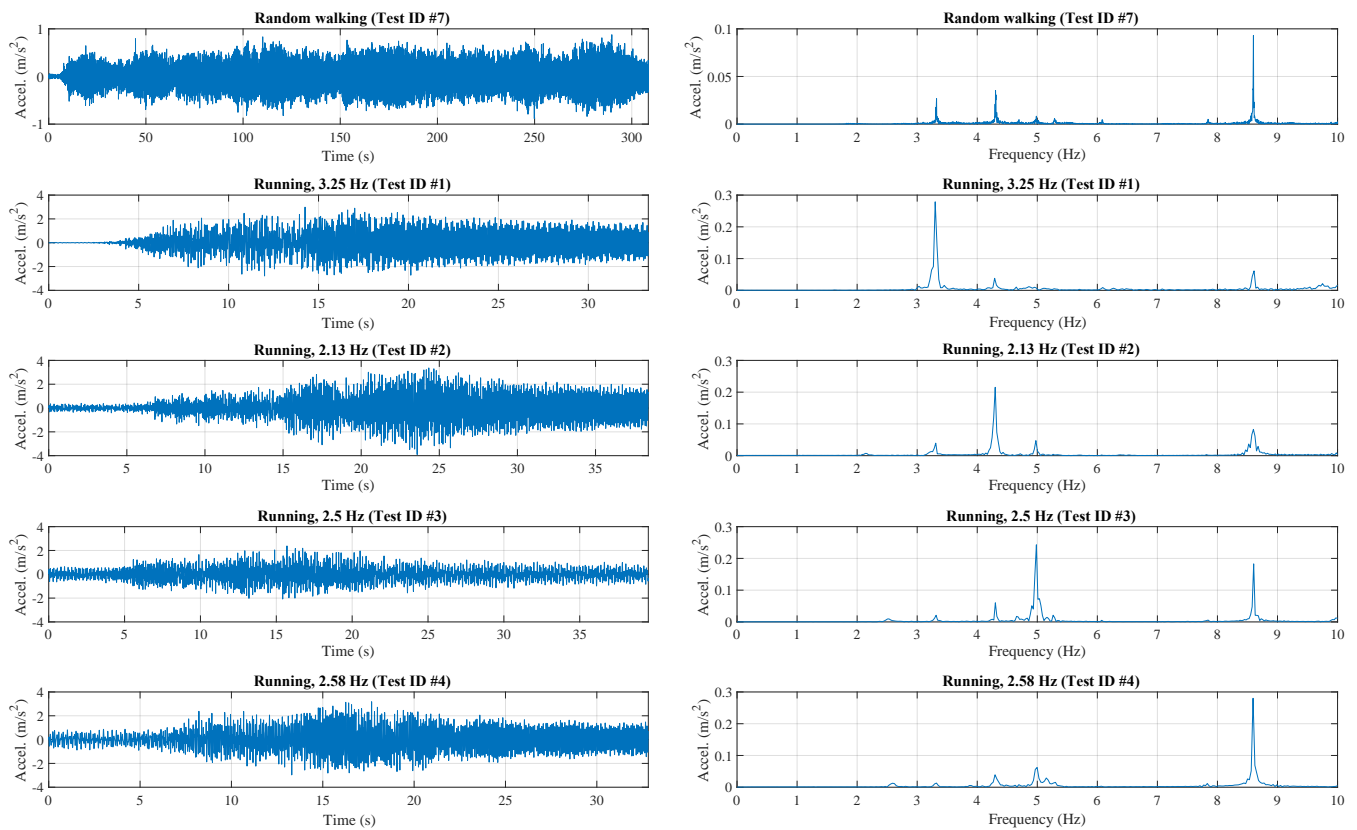 Random walking (Test ID #7)
Accel. (m/s²)
1
0
-1
0 50 100 150 200 250 300
Time (s)
Random walking (Test ID #7)
Accel. (m/s²)
0.1
0.05
0
0 1 2 3 4 5 6 7 8 9 10
Frequency (Hz)
Running, 3.25 Hz (Test ID #1)
Accel. (m/s²)
4
2
0
-2
-4
0 5 10 15 20 25 30
Time (s)
Running, 3.25 Hz (Test ID #1)
Accel. (m/s²)
0.3
0.2
0.1
0
0 1 2 3 4 5 6 7 8 9 10
Frequency (Hz)
Running, 2.13 Hz (Test ID #2)
Accel. (m/s²)
4
2
0
-2
-4
0 5 10 15 20 25 30 35
Time (s)
Running, 2.13 Hz (Test ID #2)
Accel. (m/s²)
0.3
0.2
0.1
0
0 1 2 3 4 5 6 7 8 9 10
Frequency (Hz)
Running, 2.5 Hz (Test ID #3)
Accel. (m/s²)
4
2
0
-2
-4
0 5 10 15 20 25 30 35
Time (s)
Running, 2.5 Hz (Test ID #3)
Accel. (m/s²)
0.3
0.2
0.1
0
0 1 2 3 4 5 6 7 8 9 10
Frequency (Hz)
Running, 2.58 Hz (Test ID #4)
Accel. (m/s²)
4
2
0
-2
-4
0 5 10 15 20 25 30
Time (s)
Running, 2.58 Hz (Test ID #4)
Accel. (m/s²)
0.3
0.2
0.1
0
0 1 2 3 4 5 6 7 8 9 10
Frequency (Hz)